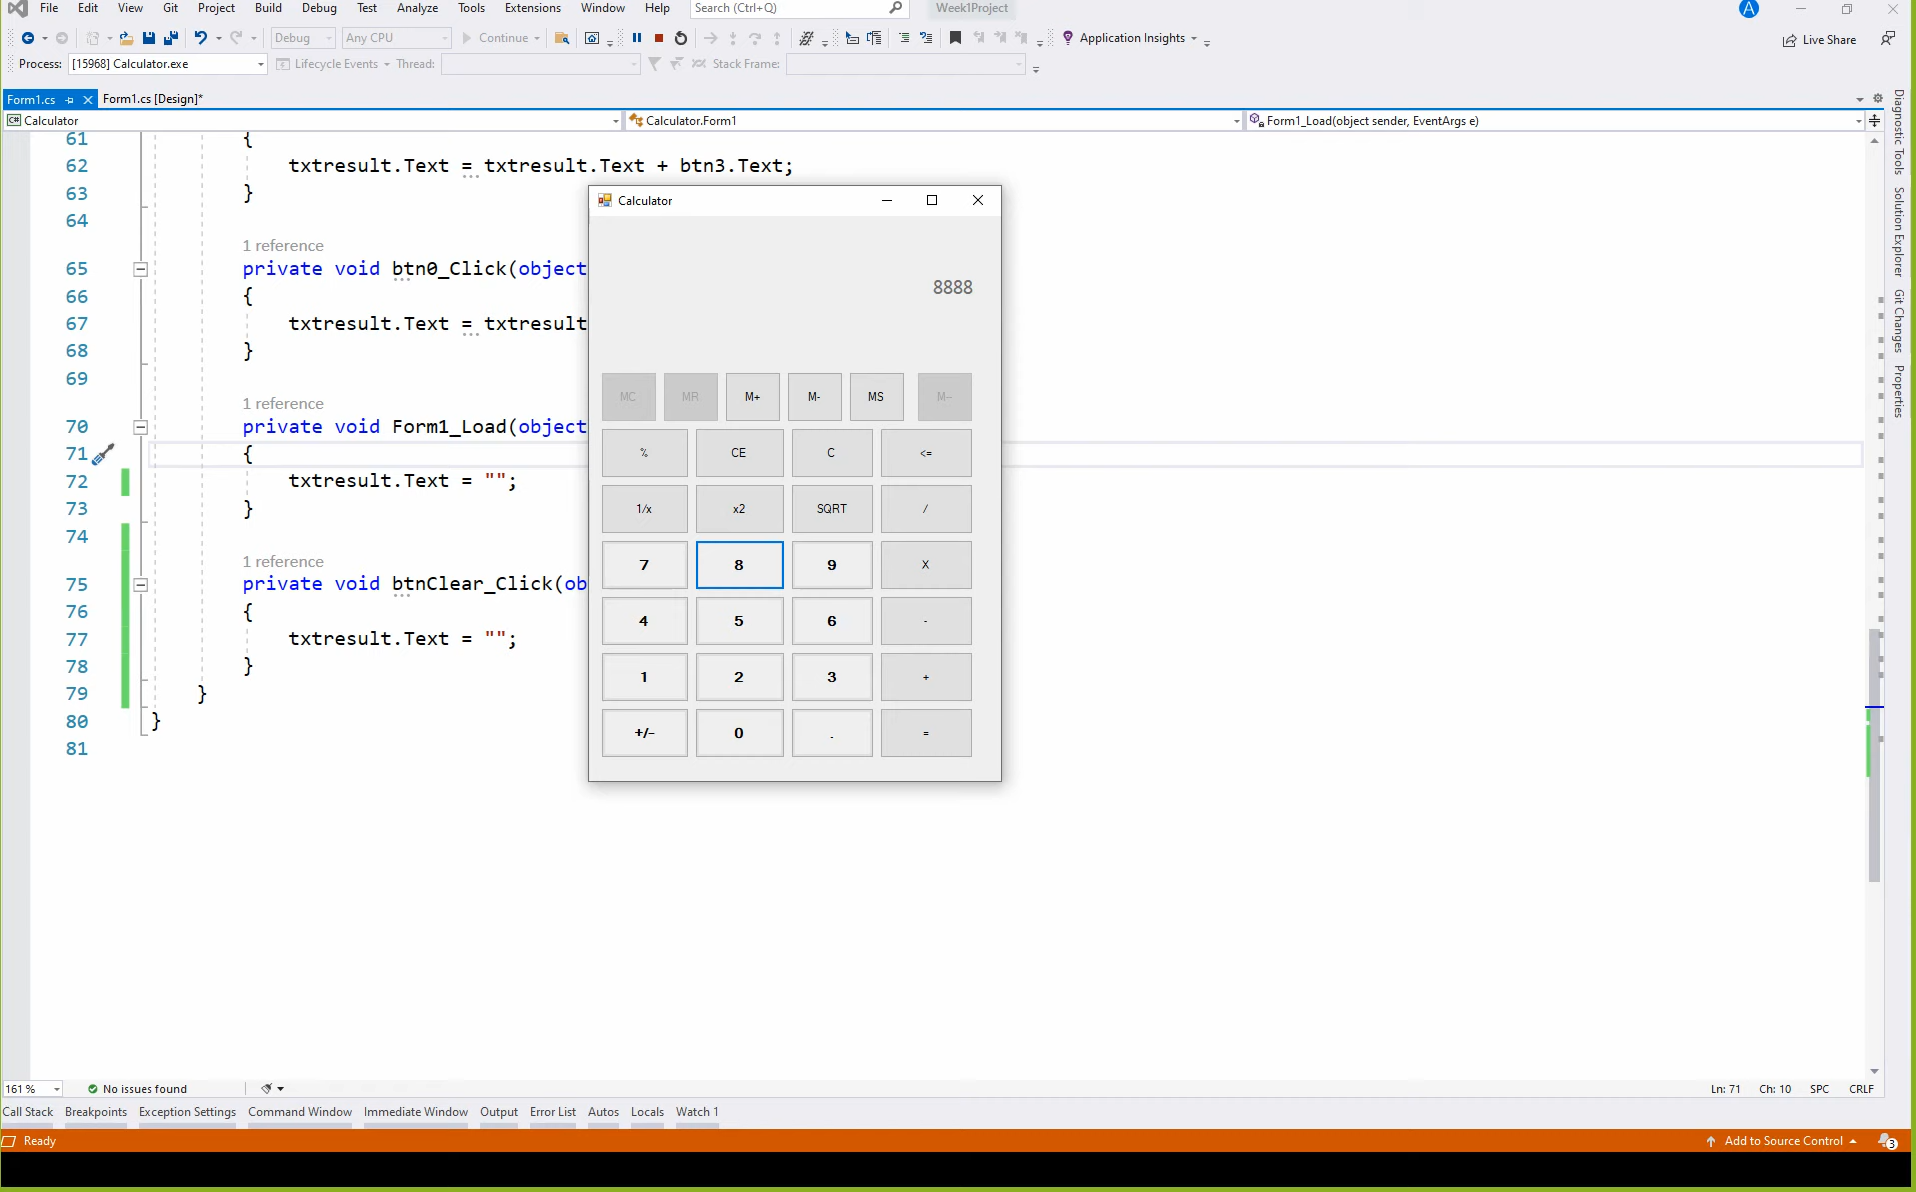 File Edit View Git Project Build Debug Test Analyze Tools Extensions Window Help Search (Ctrl+Q) Week1Project A
Debug Any CPU Continue Application Insights Live Share
Process: [15968] Calculator.exe Lifecycle Events Thread: Stack Frame:
Form1.cs Form1.cs [Design]*
C# Calculator Calculator.Form1 Form1_Load(object sender, EventArgs e)
61 {
62 txtresult.Text = txtresult.Text + btn3.Text;
63 }
64
1 reference
65 private void btn0_Click(object
66 {
67 txtresult.Text = txtresult
68 }
69
1 reference
70 private void Form1_Load(object
71 {
72 txtresult.Text = "";
73 }
74
1 reference
75 private void btnClear_Click(ob
76 {
77 txtresult.Text = "";
78 }
79 }
80 }
81
Calculator
8888
MC MR M+ M- MS M~
% CE C <=
1/x x2 SQRT /
7 8 9 X
4 5 6 -
1 2 3 +
+/- 0 . =
Diagnostic Tools
Solution Explorer
Git Changes
Properties
161 % No issues found Ln: 71 Ch: 10 SPC CRLF
Call Stack Breakpoints Exception Settings Command Window Immediate Window Output Error List Autos Locals Watch 1
Ready Add to Source Control 3